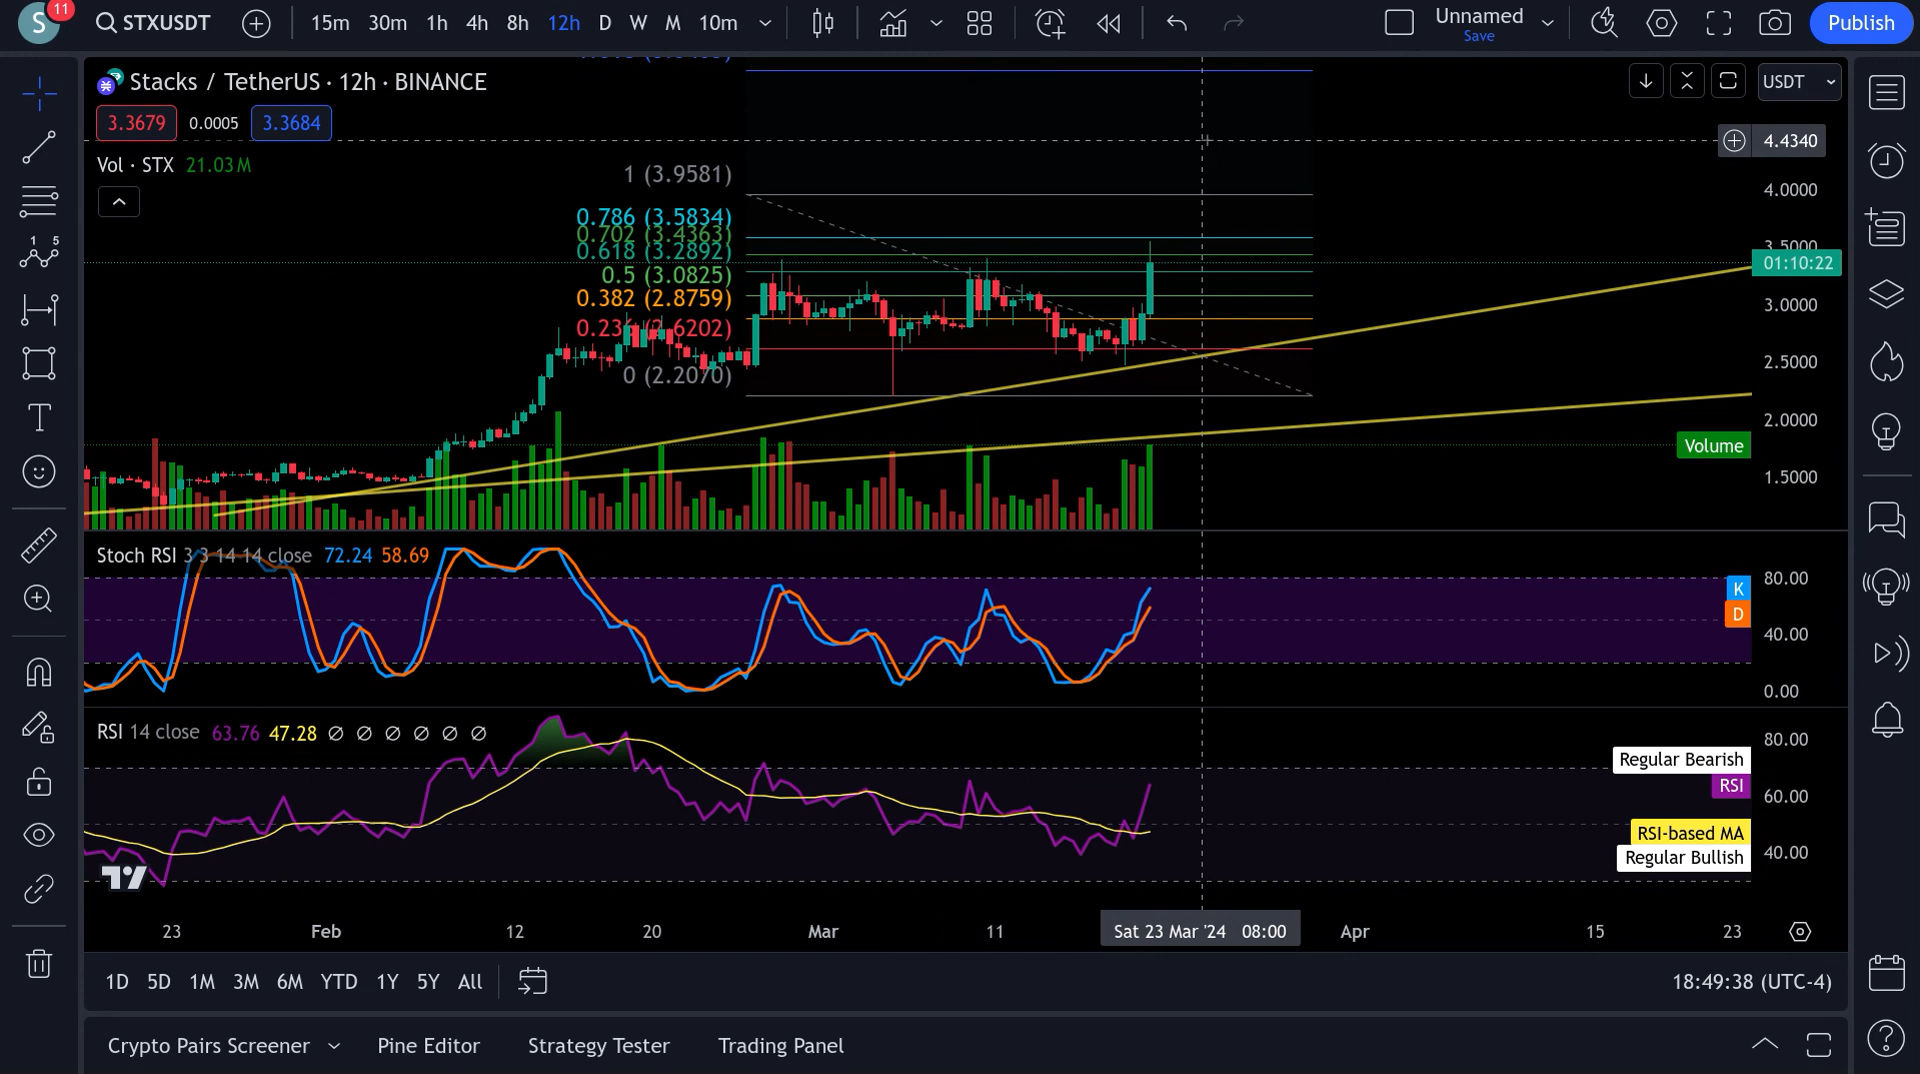 S
11
STXUSDT
15m 30m 1h 4h 8h 12h D W M 10m
Unnamed
Save
Publish
Stacks / TetherUS · 12h · BINANCE
USDT
3.3679 0.0005 3.3684
4.4340
Vol · STX 21.03M
1 (3.9581)
0.786 (3.5834)
0.702 (3.4363)
0.618 (3.2892)
0.5 (3.0825)
0.382 (2.8759)
0.236 (2.6202)
0 (2.2070)
4.0000
3.5000
01:10:22
3.0000
2.5000
2.0000
Volume
1.5000
Stoch RSI 3 3 14 14 close 72.24 58.69
80.00
K
D
40.00
0.00
RSI 14 close 63.76 47.28 ∅ ∅ ∅ ∅ ∅ ∅
80.00
Regular Bearish
RSI
60.00
RSI-based MA
Regular Bullish
40.00
23 Feb 12 20 Mar 11 Sat 23 Mar '24 08:00 Apr 15 23
1D 5D 1M 3M 6M YTD 1Y 5Y All
18:49:38 (UTC-4)
Crypto Pairs Screener Pine Editor Strategy Tester Trading Panel